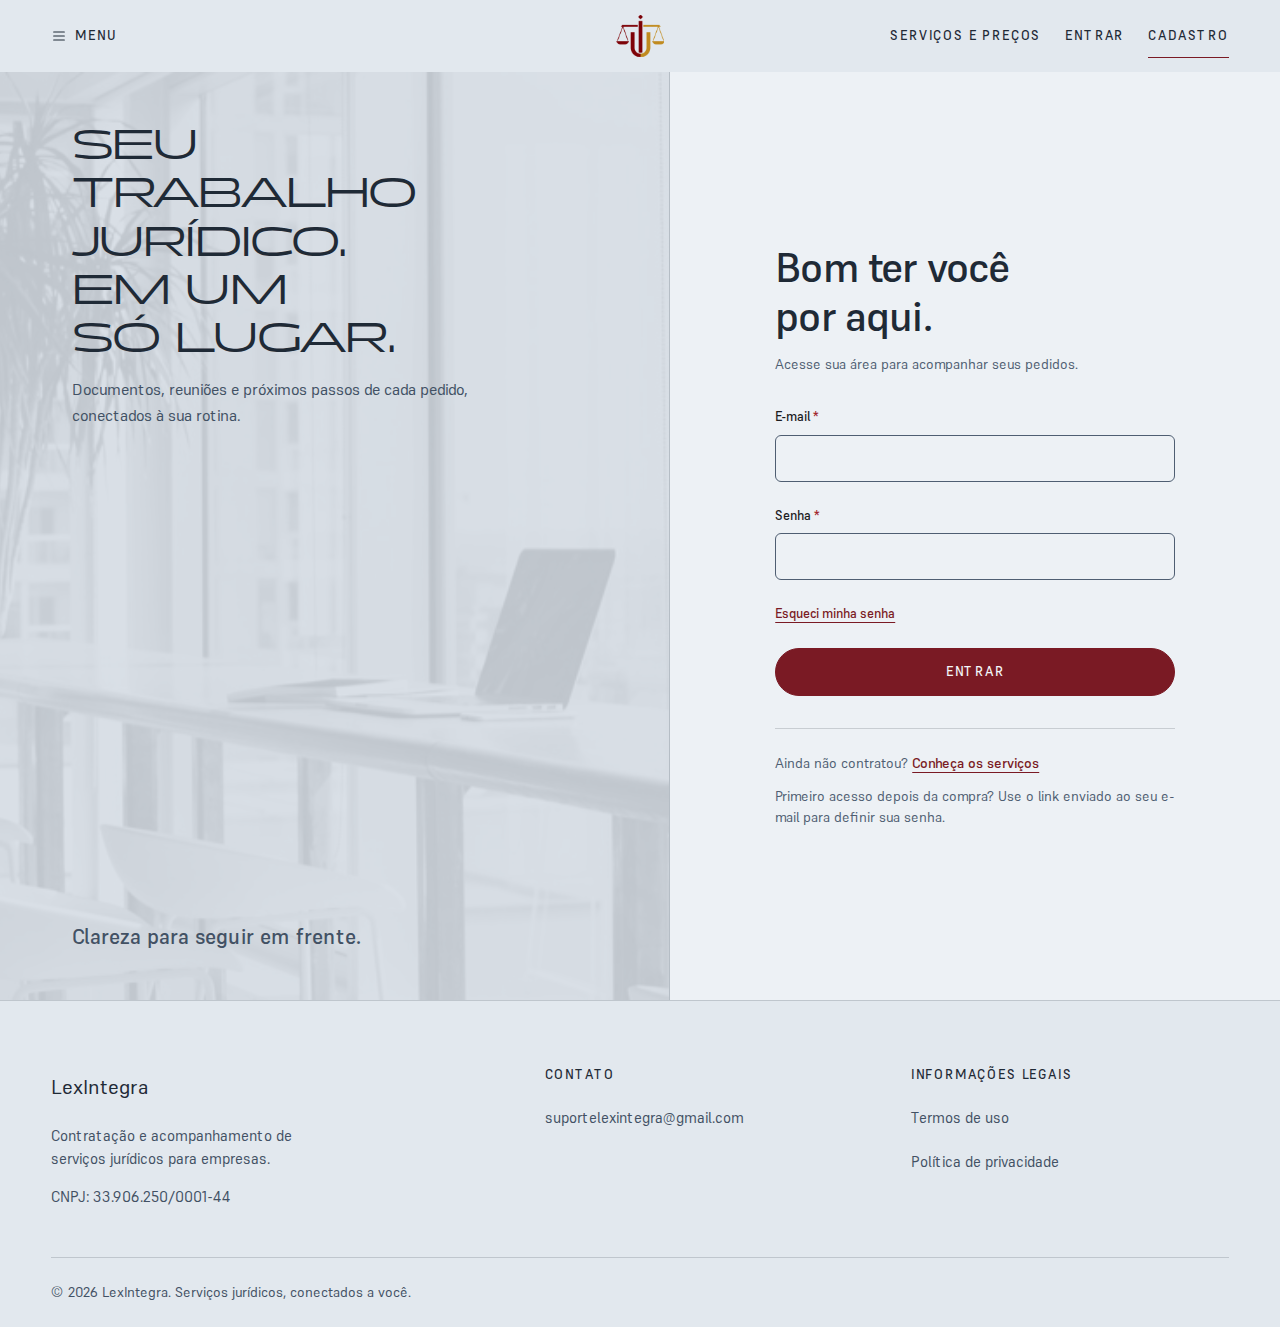 MENU
SERVIÇOS E PREÇOS
ENTRAR
CADASTRO
SEU
TRABALHO
JURÍDICO.
EM UM
SÓ LUGAR.
Documentos, reuniões e próximos passos de cada pedido,
conectados à sua rotina.
Clareza para seguir em frente.
Bom ter você
por aqui.
Acesse sua área para acompanhar seus pedidos.
E-mail *
Senha *
Esqueci minha senha
ENTRAR
Ainda não contratou? Conheça os serviços
Primeiro acesso depois da compra? Use o link enviado ao seu e-
mail para definir sua senha.
LexIntegra
Contratação e acompanhamento de
serviços jurídicos para empresas.
CNPJ: 33.906.250/0001-44
CONTATO
suportelexintegra@gmail.com
INFORMAÇÕES LEGAIS
Termos de uso
Política de privacidade
© 2026 LexIntegra. Serviços jurídicos, conectados a você.